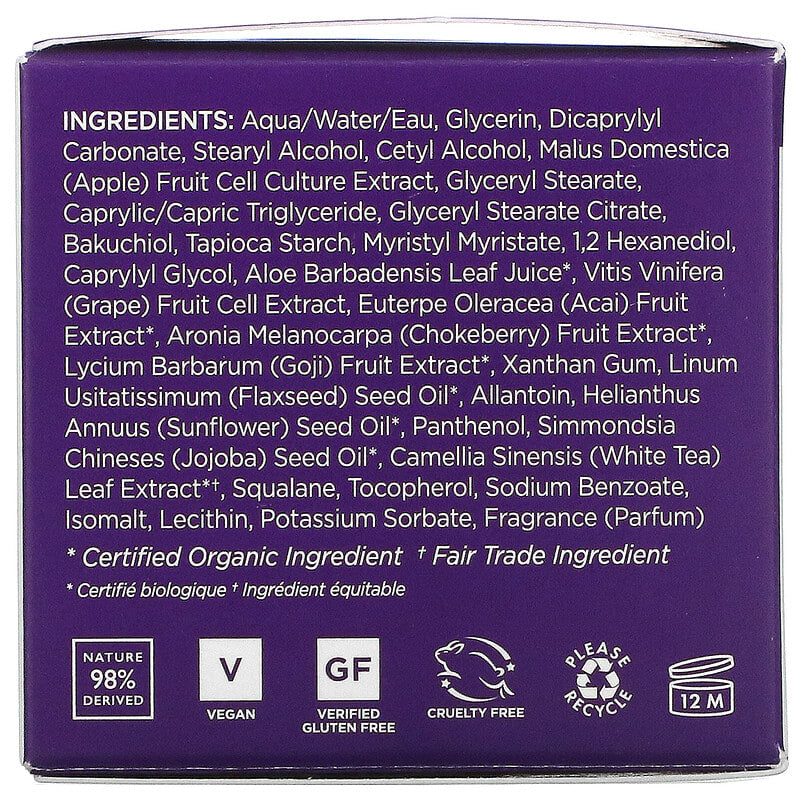 INGREDIENTS: Aqua/Water/Eau, Glycerin, Dicaprylyl
Carbonate, Stearyl Alcohol, Cetyl Alcohol, Malus Domestica
(Apple) Fruit Cell Culture Extract, Glyceryl Stearate,
Caprylic/Capric Triglyceride, Glyceryl Stearate Citrate,
Bakuchiol, Tapioca Starch, Myristyl Myristate, 1,2 Hexanediol,
Caprylyl Glycol, Aloe Barbadensis Leaf Juice*, Vitis Vinifera
(Grape) Fruit Cell Extract, Euterpe Oleracea (Acai) Fruit
Extract*, Aronia Melanocarpa (Chokeberry) Fruit Extract*,
Lycium Barbarum (Goji) Fruit Extract*, Xanthan Gum, Linum
Usitatissimum (Flaxseed) Seed Oil*, Allantoin, Helianthus
Annuus (Sunflower) Seed Oil*, Panthenol, Simmondsia
Chineses (Jojoba) Seed Oil*, Camellia Sinensis (White Tea)
Leaf Extract*†, Squalane, Tocopherol, Sodium Benzoate,
Isomalt, Lecithin, Potassium Sorbate, Fragrance (Parfum)
* Certified Organic Ingredient † Fair Trade Ingredient
* Certifié biologique † Ingrédient équitable
NATURE
98%
DERIVED
V
VEGAN
GF
VERIFIED
GLUTEN FREE
CRUELTY FREE
PLEASE
RECYCLE
12 M